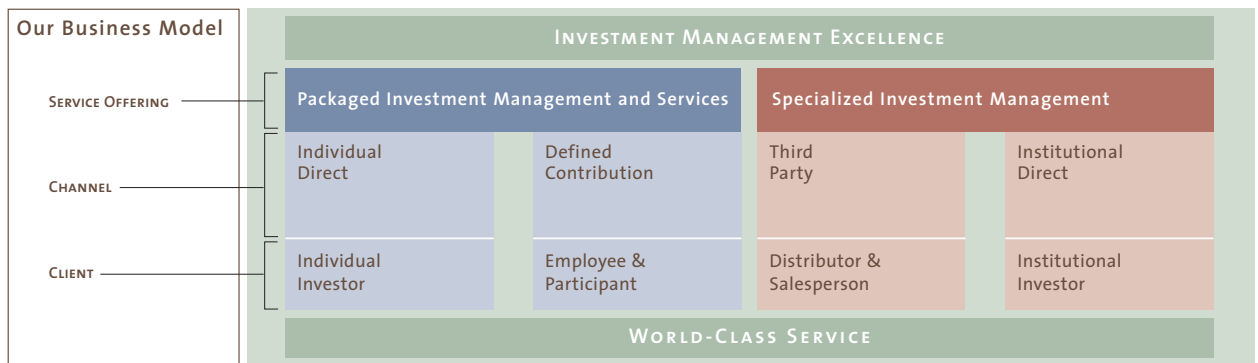 Our Business Model
INVESTMENT MANAGEMENT EXCELLENCE
SERVICE OFFERING
Packaged Investment Management and Services
Specialized Investment Management
CHANNEL
Individual
Direct
Defined
Contribution
Third
Party
Institutional
Direct
CLIENT
Individual
Investor
Employee &
Participant
Distributor &
Salesperson
Institutional
Investor
WORLD-CLASS SERVICE